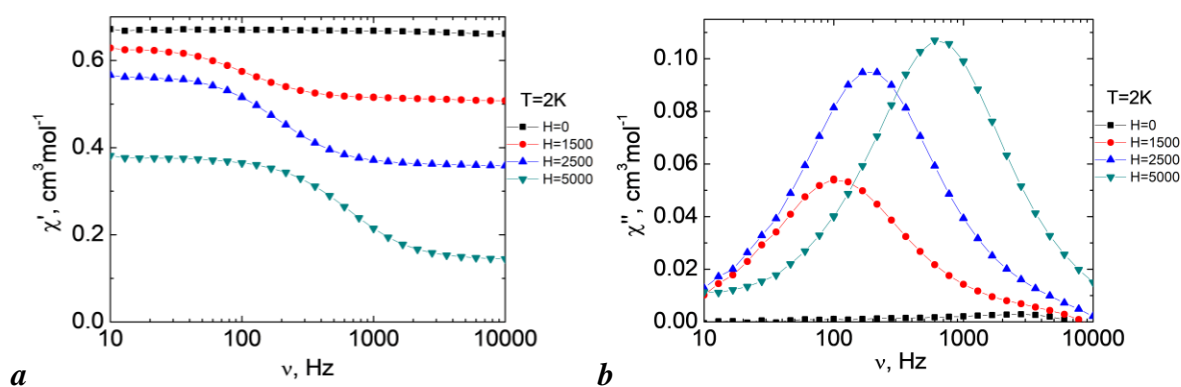 χ', cm³mol⁻¹
0.6
0.4
0.2
0.0
10
100
1000
10000
ν, Hz
T=2K
H=0
H=1500
H=2500
H=5000
a
χ'', cm³mol⁻¹
0.10
0.08
0.06
0.04
0.02
0.00
10
100
1000
10000
ν, Hz
T=2K
H=0
H=1500
H=2500
H=5000
b